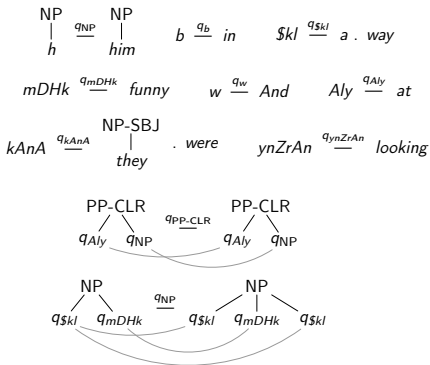 NP q_NP NP
h — him b q_b — in $kl q_$kl — a . way
mDHk q_mDHk — funny w q_w — And Aly q_Aly — at
kAnA q_kAnA — NP-SBJ they . were ynZrAn q_ynZrAn — looking
PP-CLR q_PP-CLR — PP-CLR
q_Aly q_NP q_Aly q_NP
NP q_NP — NP
q_$kl q_mDHk q_$kl q_mDHk q_$kl